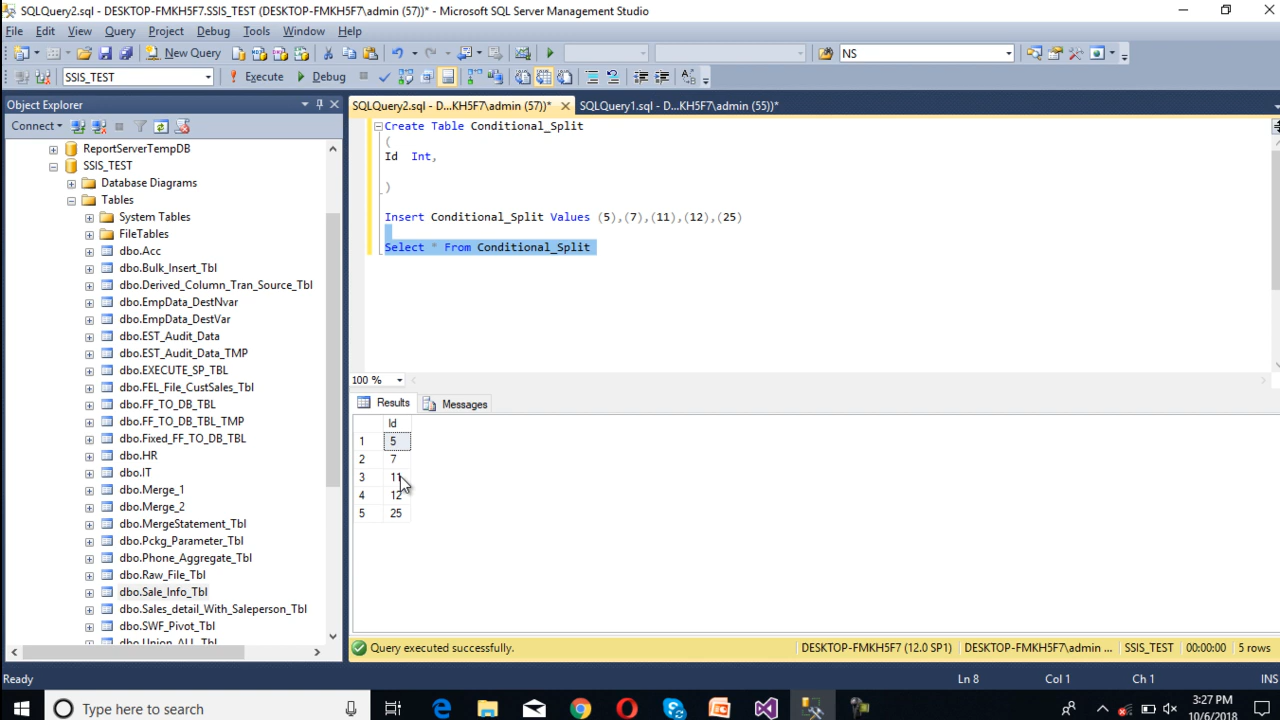 SQLQuery2.sql - DESKTOP-FMKH5F7.SSIS_TEST (DESKTOP-FMKH5F7\admin (57))* - Microsoft SQL Server Management Studio
File Edit View Query Project Debug Tools Window Help
New Query NS
SSIS_TEST Execute Debug
Object Explorer
Connect
ReportServerTempDB
SSIS_TEST
Database Diagrams
Tables
System Tables
FileTables
dbo.Acc
dbo.Bulk_Insert_Tbl
dbo.Derived_Column_Tran_Source_Tbl
dbo.EmpData_DestNvar
dbo.EmpData_DestVar
dbo.EST_Audit_Data
dbo.EST_Audit_Data_TMP
dbo.EXECUTE_SP_TBL
dbo.FEL_File_CustSales_Tbl
dbo.FF_TO_DB_TBL
dbo.FF_TO_DB_TBL_TMP
dbo.Fixed_FF_TO_DB_TBL
dbo.HR
dbo.IT
dbo.Merge_1
dbo.Merge_2
dbo.MergeStatement_Tbl
dbo.Pckg_Parameter_Tbl
dbo.Phone_Aggregate_Tbl
dbo.Raw_File_Tbl
dbo.Sale_Info_Tbl
dbo.Sales_detail_With_Saleperson_Tbl
dbo.SWF_Pivot_Tbl
dbo.Union_ALL_Tbl
SQLQuery2.sql - D...KH5F7\admin (57))* SQLQuery1.sql - D...KH5F7\admin (55))*
Create Table Conditional_Split
(
Id Int,
)
Insert Conditional_Split Values (5),(7),(11),(12),(25)
Select * From Conditional_Split
100 %
Results Messages
Id
1 5
2 7
3 11
4 12
5 25
Query executed successfully. DESKTOP-FMKH5F7 (12.0 SP1) DESKTOP-FMKH5F7\admin ... SSIS_TEST 00:00:00 5 rows
Ready Ln 8 Col 1 Ch 1 INS
Type here to search
3:27 PM
10/6/2018